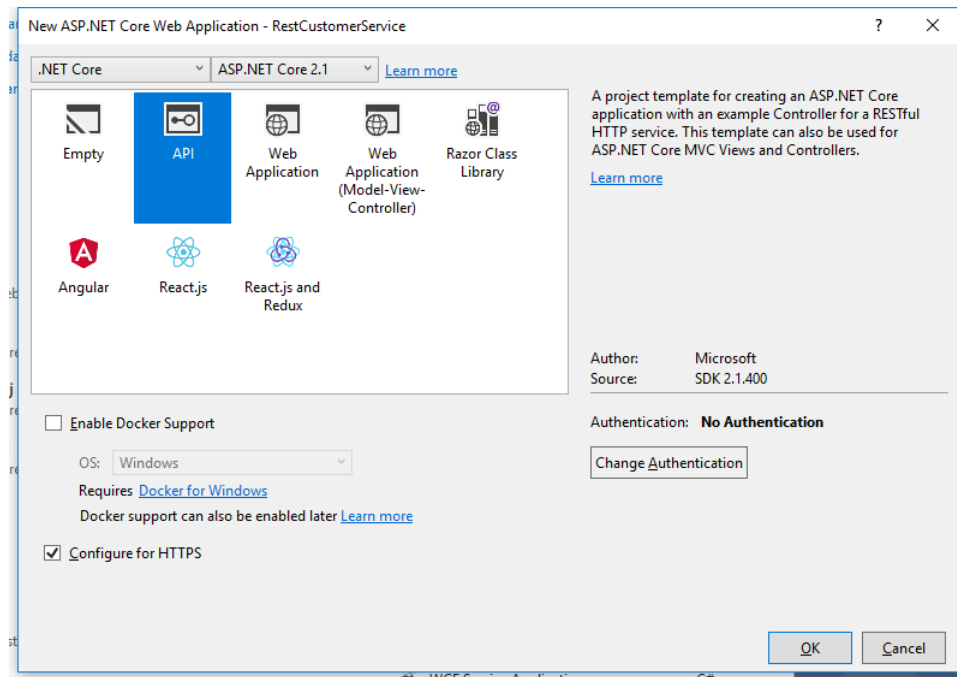 New ASP.NET Core Web Application - RestCustomerService
?
.NET Core
ASP.NET Core 2.1
Learn more
Empty
API
Web
Application
Web
Application
(Model-View-
Controller)
Razor Class
Library
Angular
React.js
React.js and
Redux
A project template for creating an ASP.NET Core
application with an example Controller for a RESTful
HTTP service. This template can also be used for
ASP.NET Core MVC Views and Controllers.
Learn more
Author: Microsoft
Source: SDK 2.1.400
Authentication: No Authentication
Change Authentication
Enable Docker Support
OS: Windows
Requires Docker for Windows
Docker support can also be enabled later Learn more
Configure for HTTPS
OK
Cancel